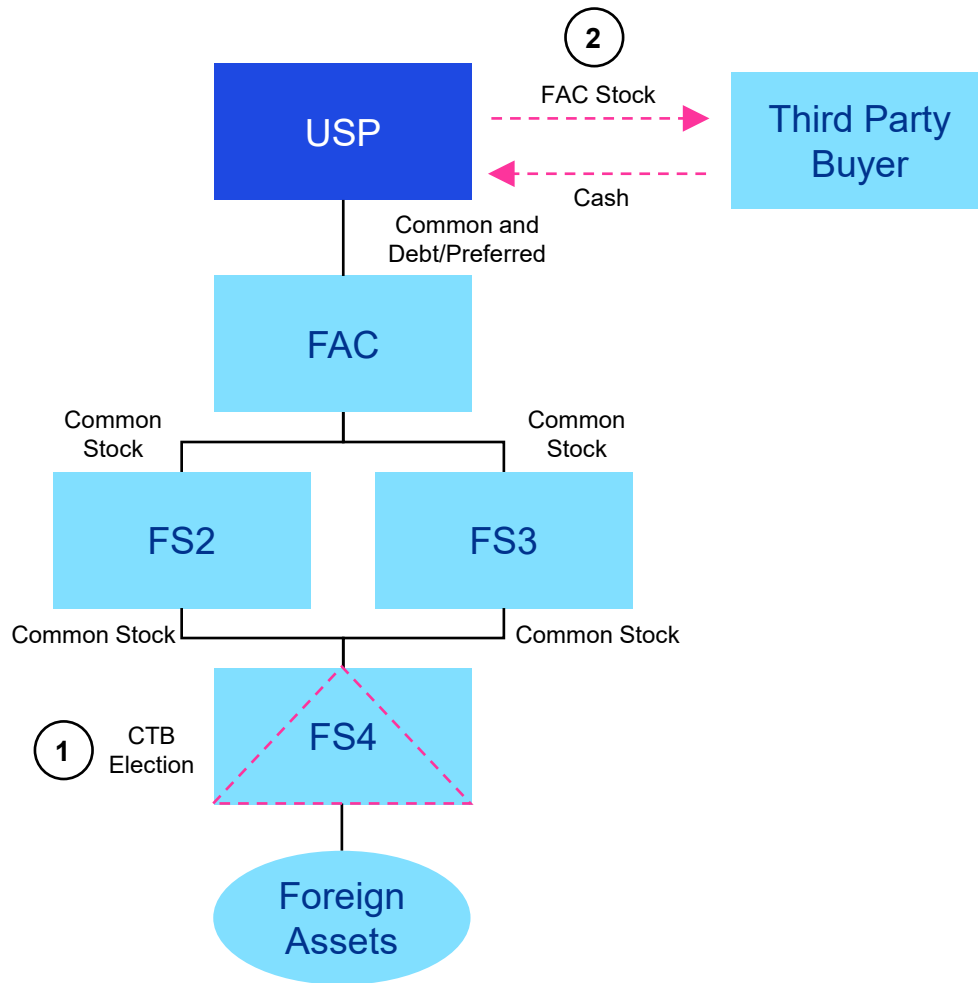 2
USP
FAC Stock
Cash
Third Party
Buyer
Common and
Debt/Preferred
FAC
Common
Stock
Common
Stock
FS2
FS3
Common Stock
Common Stock
1
CTB
Election
FS4
Foreign
Assets